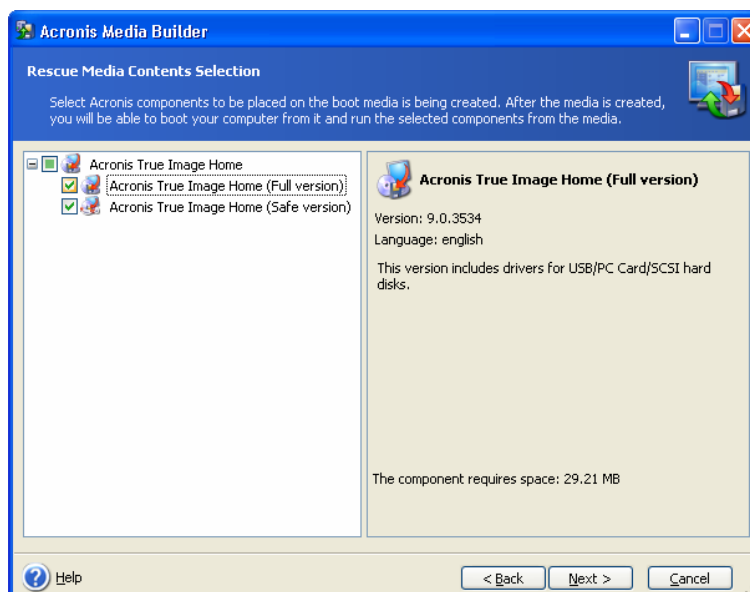 Acronis Media Builder
Rescue Media Contents Selection
Select Acronis components to be placed on the boot media is being created. After the media is created,
you will be able to boot your computer from it and run the selected components from the media.
Acronis True Image Home
Acronis True Image Home (Full version)
Acronis True Image Home (Safe version)
Acronis True Image Home (Full version)
Version: 9.0.3534
Language: english
This version includes drivers for USB/PC Card/SCSI hard
disks.
The component requires space: 29.21 MB
Help
< Back
Next >
Cancel